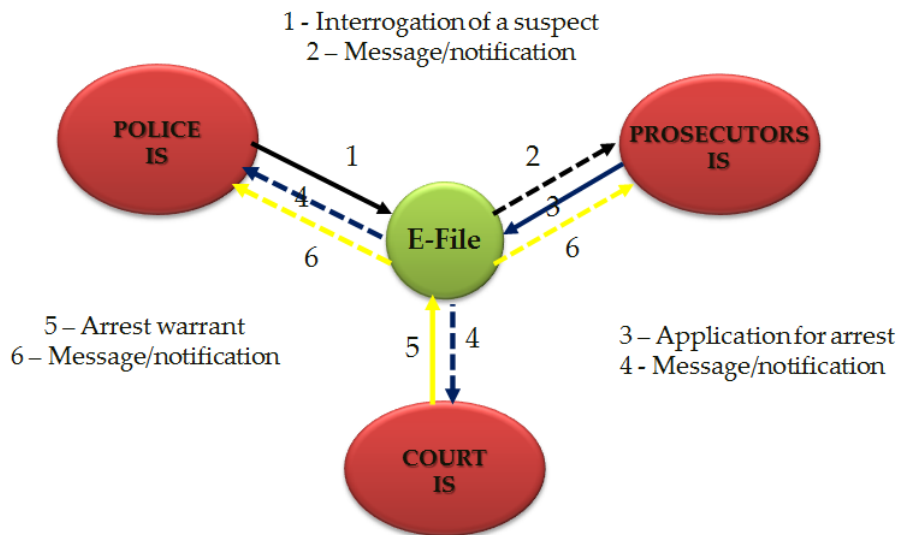 1 - Interrogation of a suspect
2 – Message/notification
POLICE
IS
PROSECUTORS
IS
1
2
4
3
6
6
E-File
5 – Arrest warrant
6 – Message/notification
5
4
3 – Application for arrest
4 - Message/notification
COURT
IS